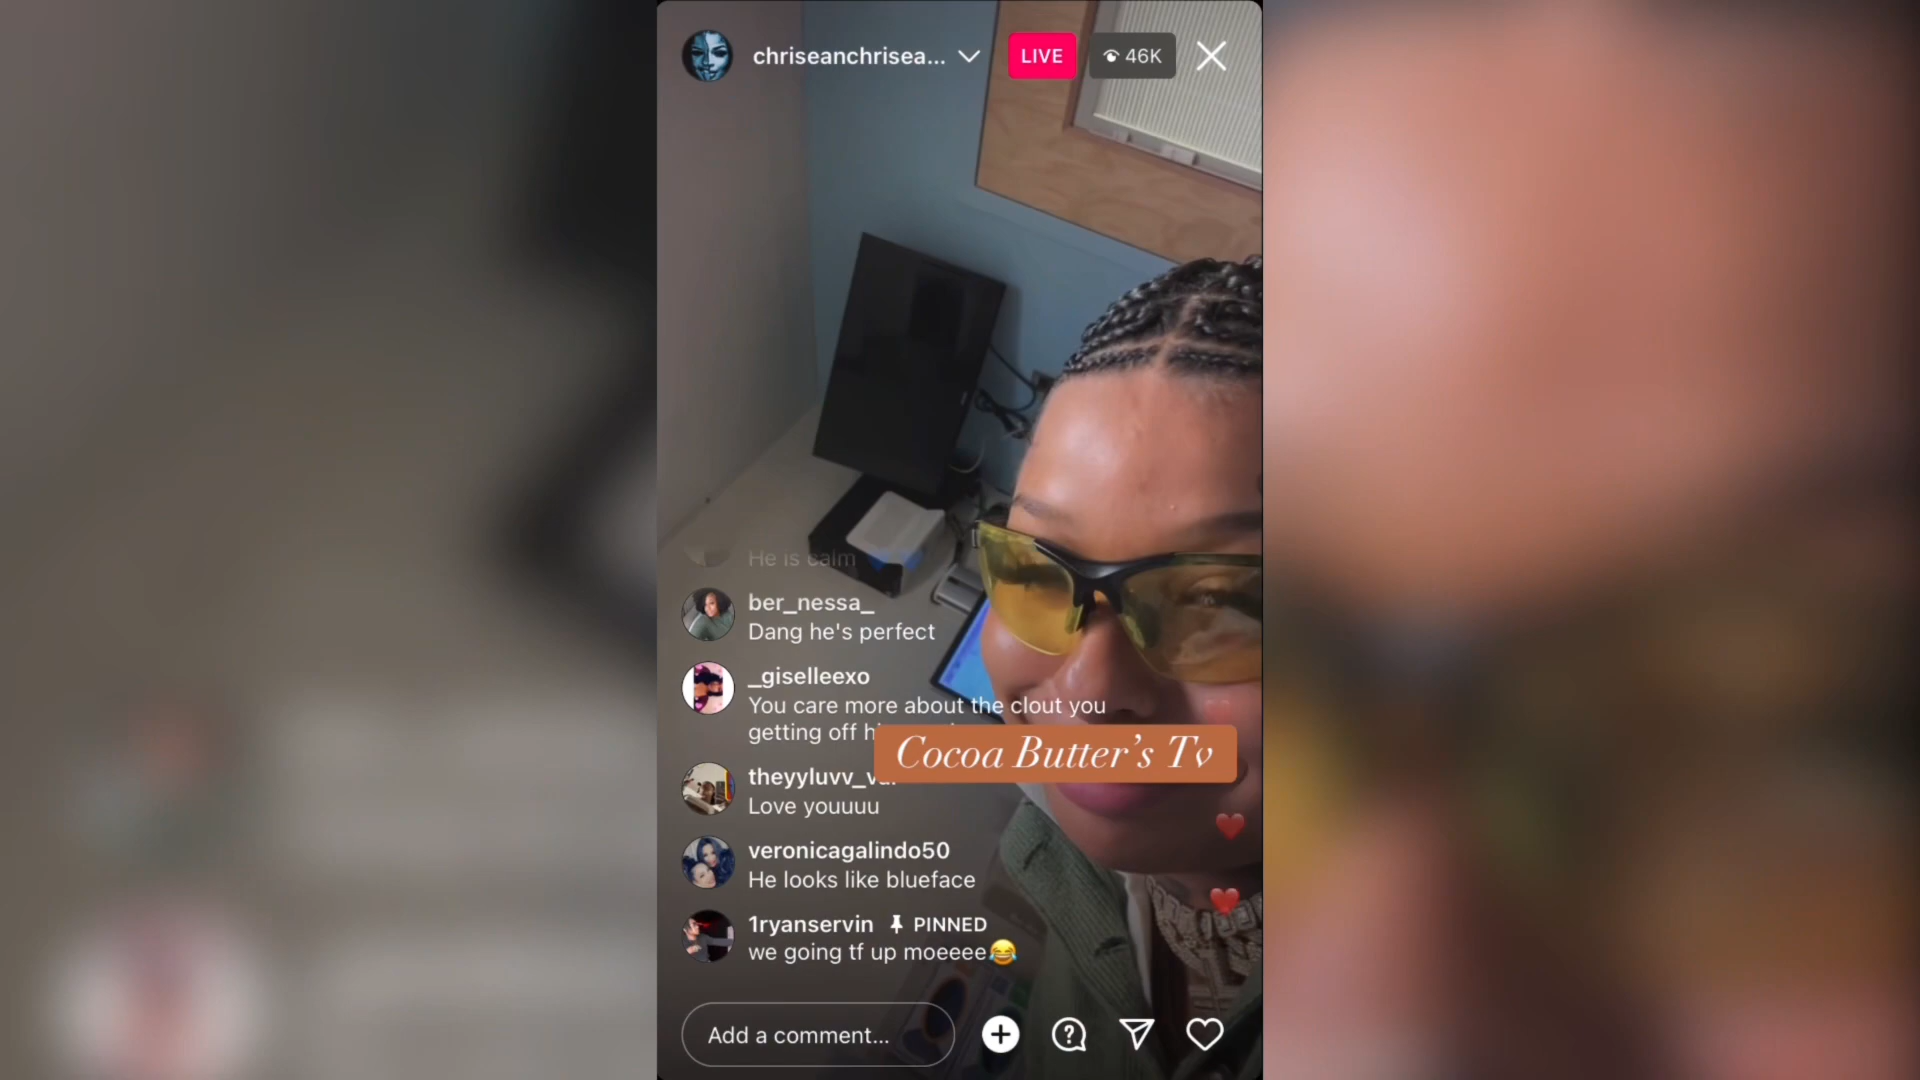 chriseanchrisea...
LIVE
46K
He is calm
ber_nessa_
Dang he's perfect
_giselleexo
You care more about the clout you
getting off
Cocoa Butter's Tv
theyyluvv_
Love youuuu
veronicagalindo50
He looks like blueface
1ryanservin PINNED
we going tf up moeeee😂
Add a comment...